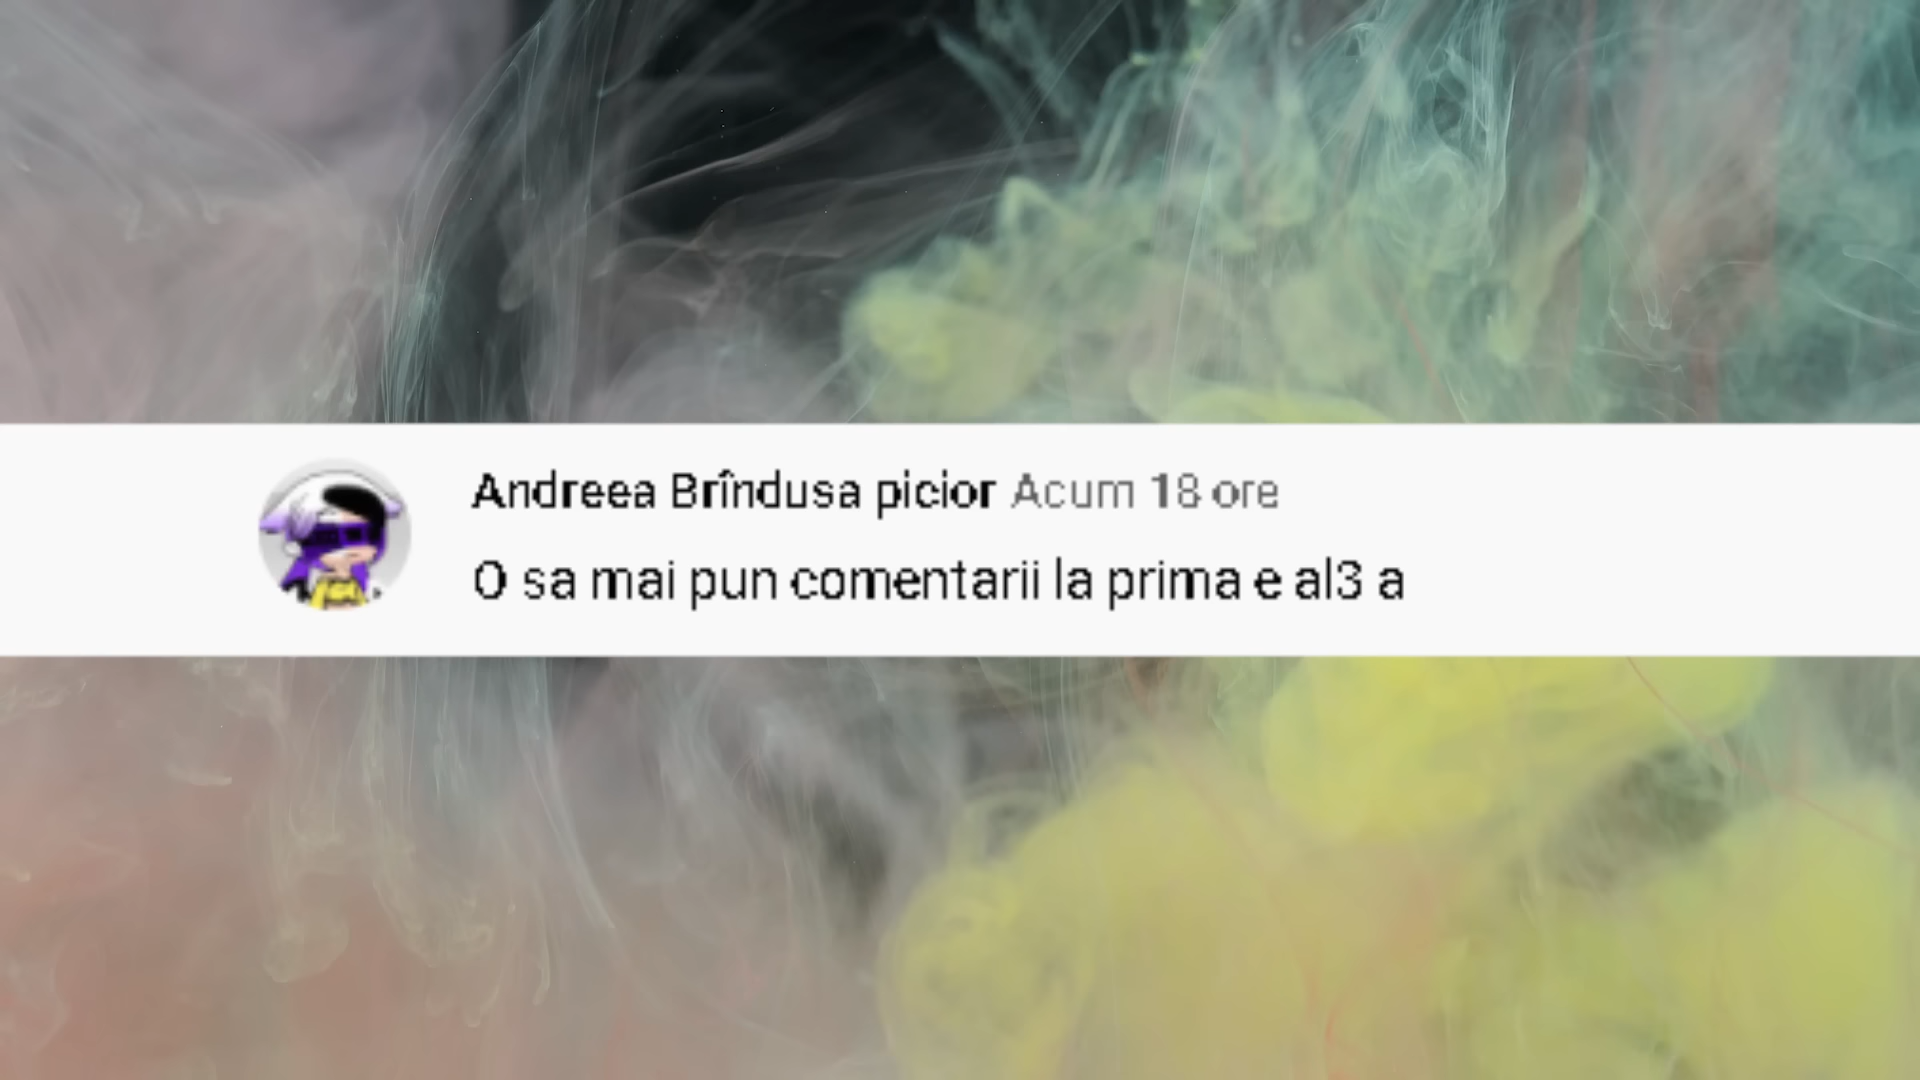 Andreea Brîndusa picior Acum 18 ore
O sa mai pun comentarii la prima e al3 a